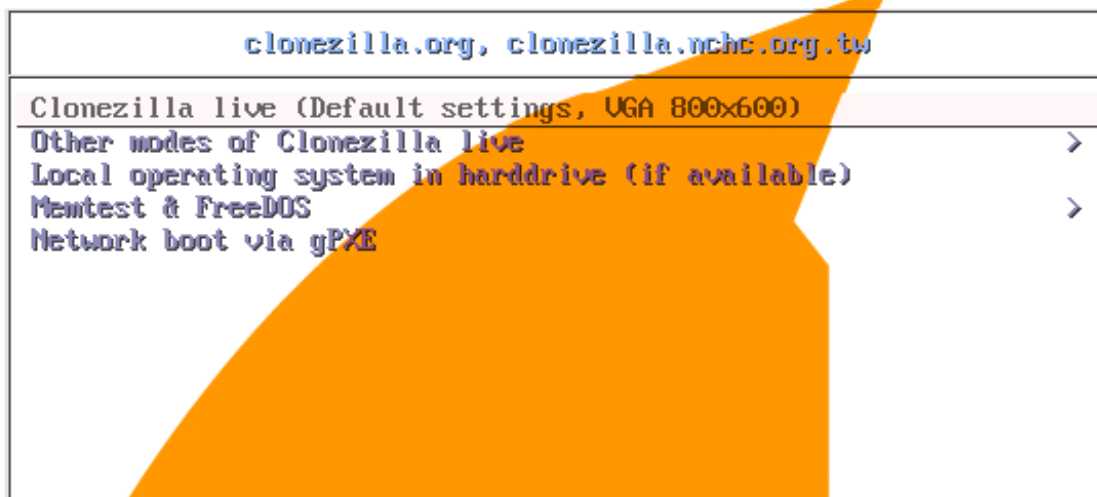 clonezilla.org, clonezilla.nchc.org.tw
Clonezilla live (Default settings, VGA 800x600)
Other modes of Clonezilla live >
Local operating system in harddrive (if available)
Memtest & FreeDOS >
Network boot via gPXE